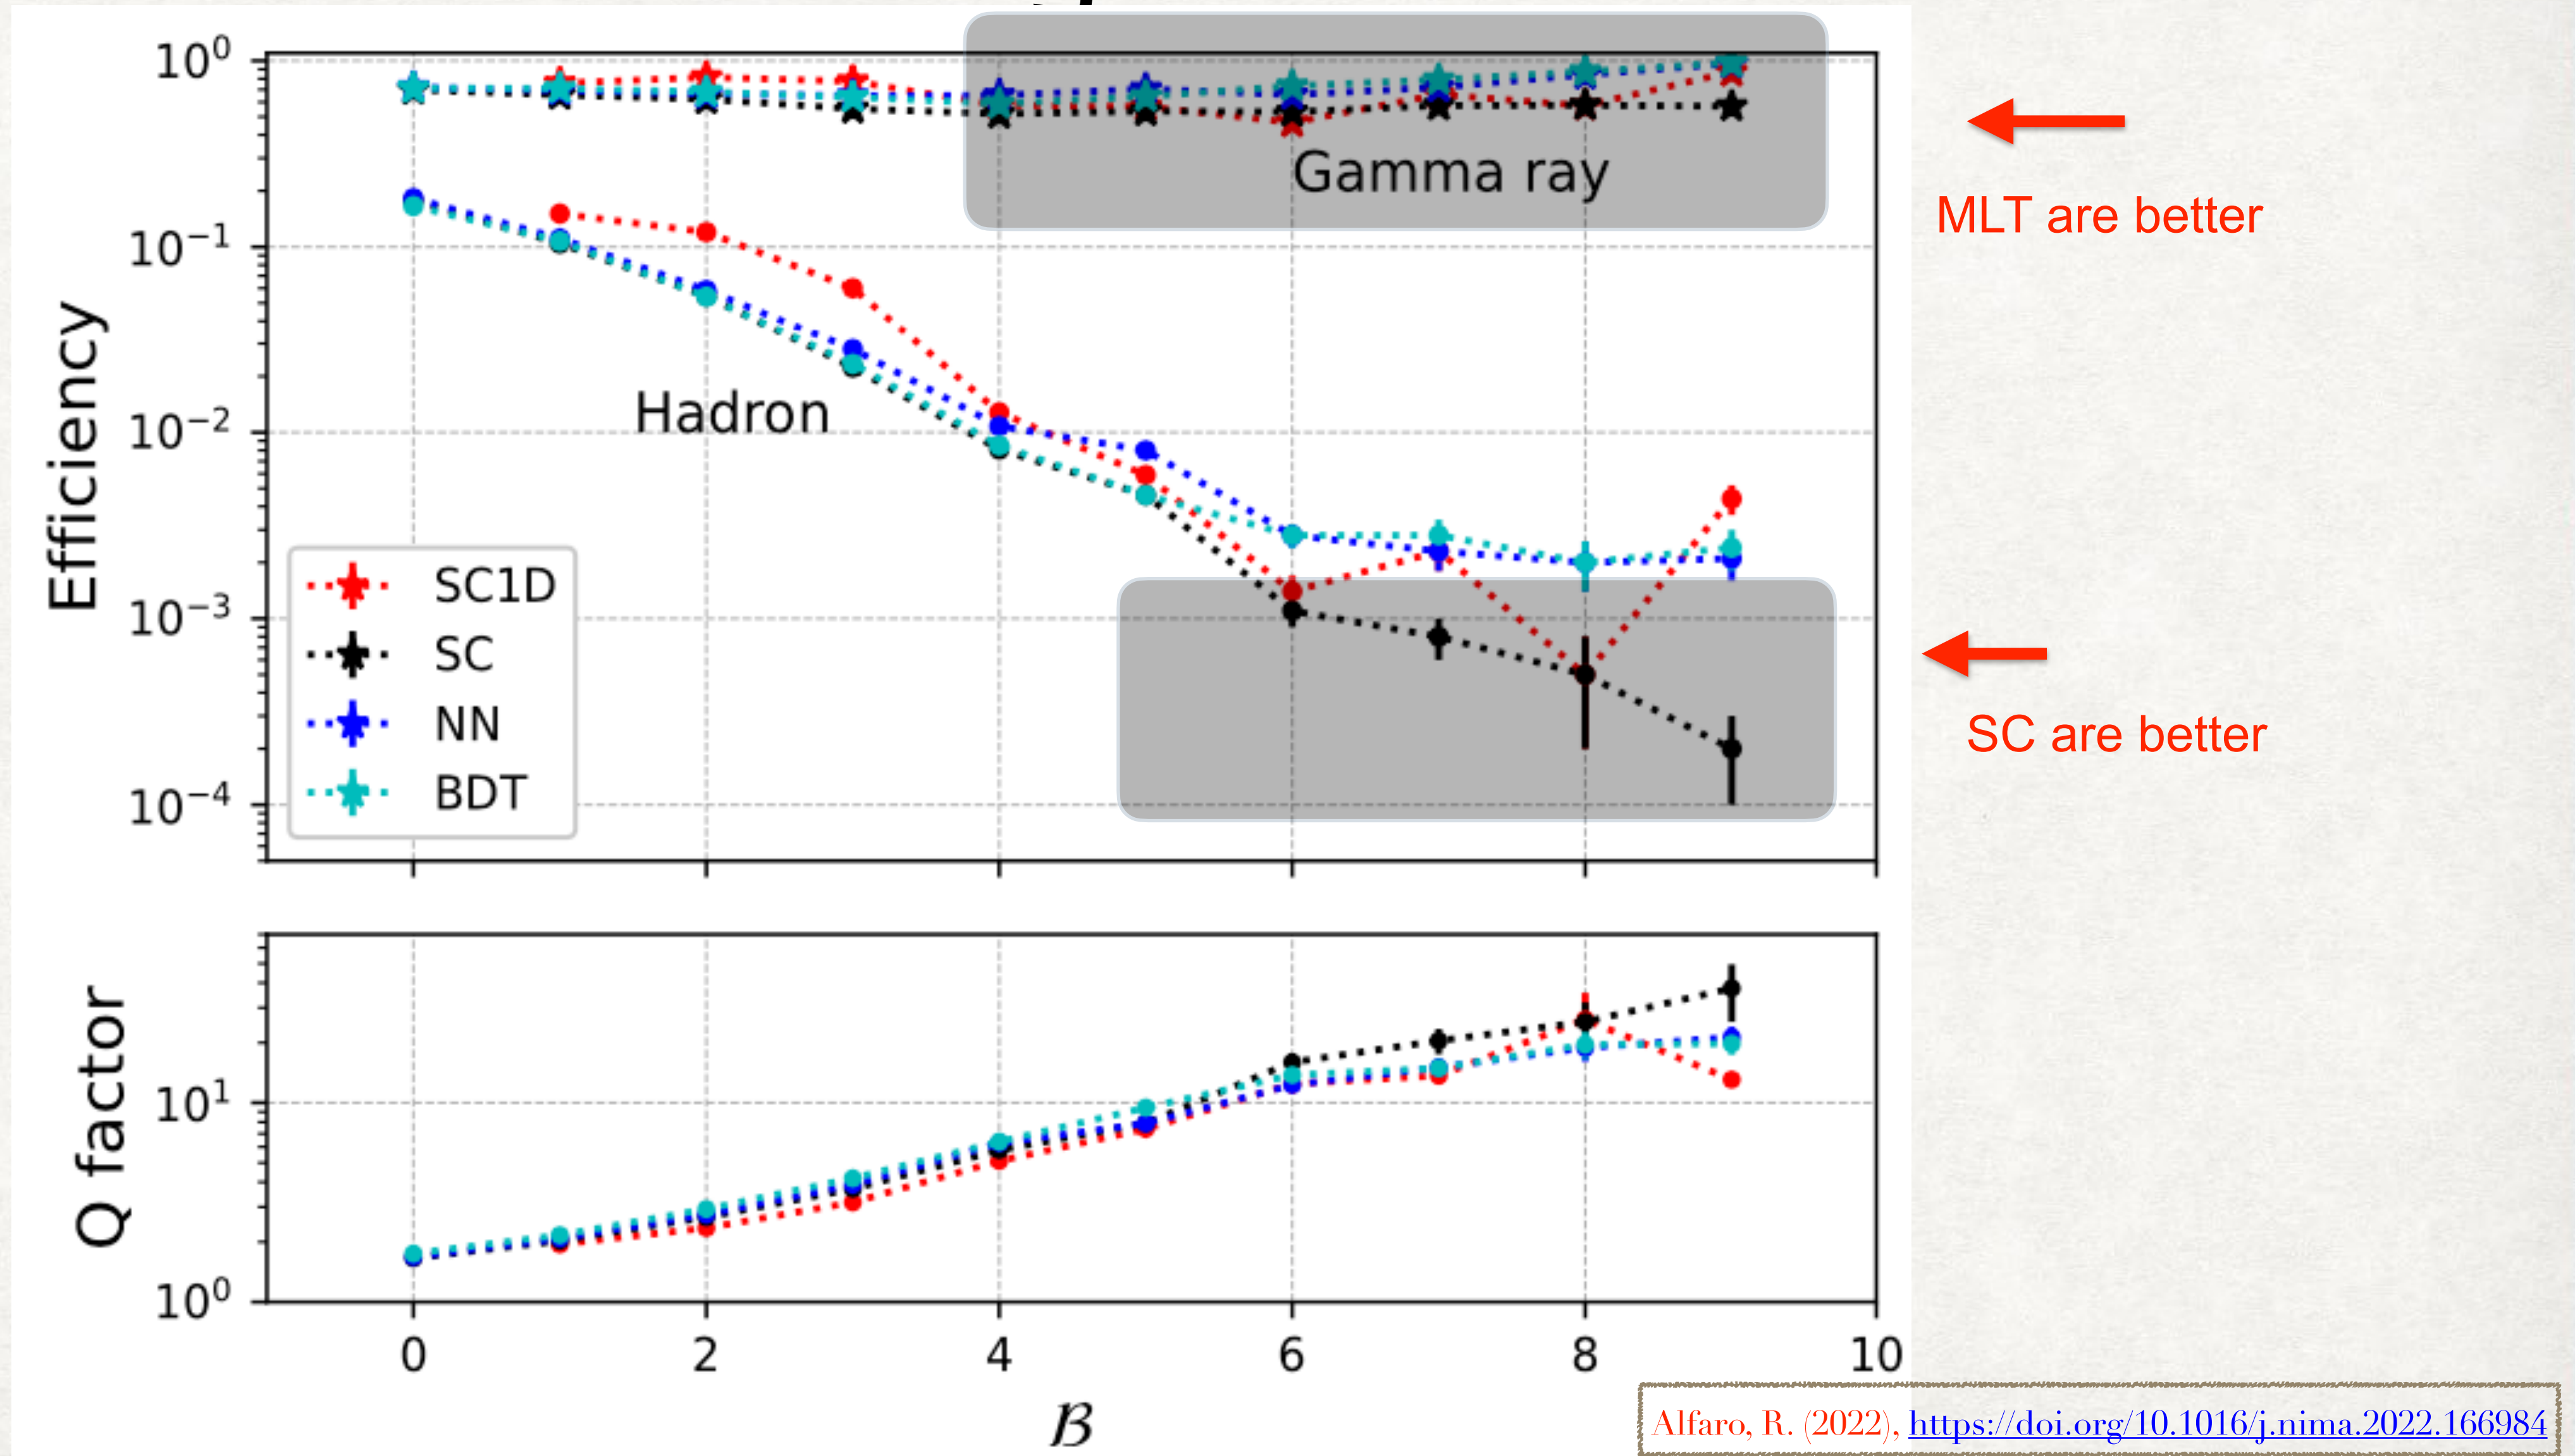 10⁰
Gamma ray
MLT are better
10⁻¹
Hadron
10⁻²
Efficiency
SC1D
10⁻³
SC
SC are better
NN
BDT
10⁻⁴
Q factor
10¹
10⁰
0 2 4 6 8 10
ℬ
Alfaro, R. (2022), https://doi.org/10.1016/j.nima.2022.166984